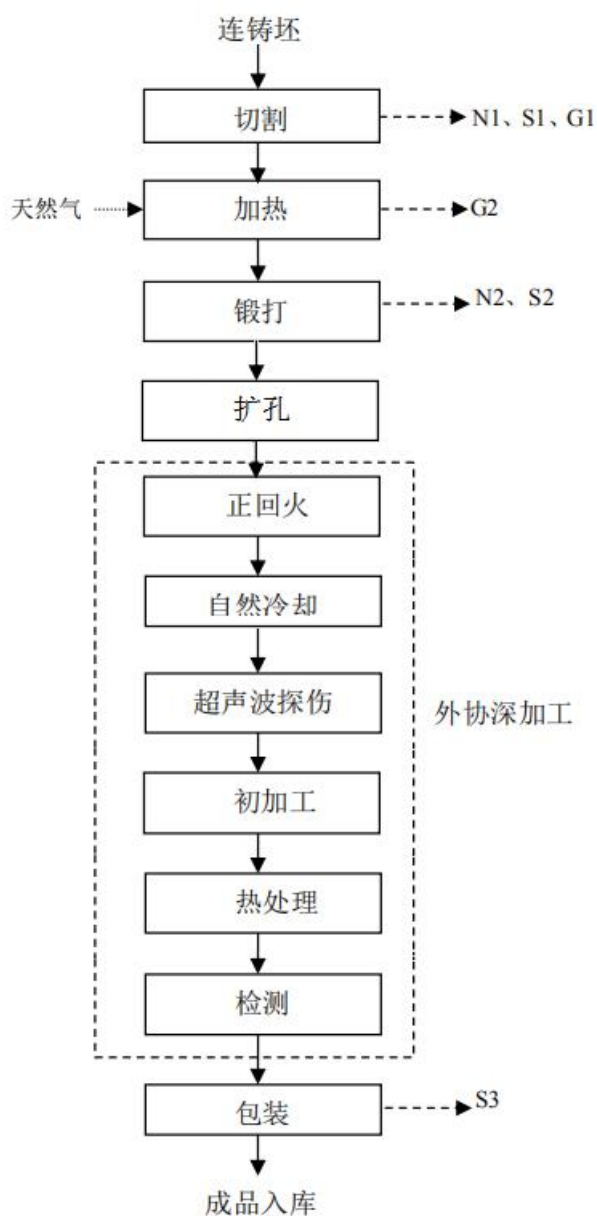 连铸坯
切割
N1、S1、G1
天然气
加热
G2
锻打
N2、S2
扩孔
正回火
自然冷却
超声波探伤
外协深加工
初加工
热处理
检测
包装
S3
成品入库